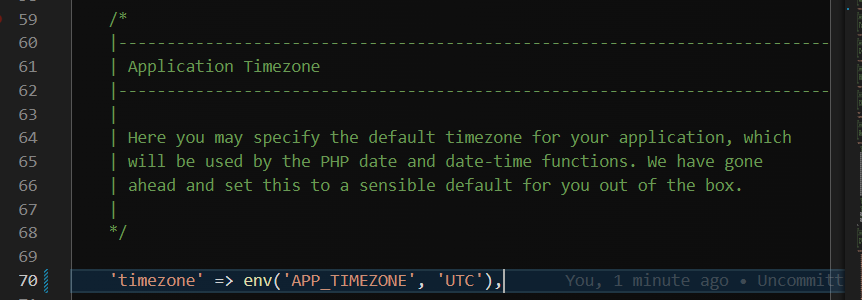 59 /*
60 |--------------------------------------------------------------------------
61 | Application Timezone
62 |--------------------------------------------------------------------------
63 |
64 | Here you may specify the default timezone for your application, which
65 | will be used by the PHP date and date-time functions. We have gone
66 | ahead and set this to a sensible default for you out of the box.
67 |
68 */
69
70 'timezone' => env('APP_TIMEZONE', 'UTC'), You, 1 minute ago • Uncommitt